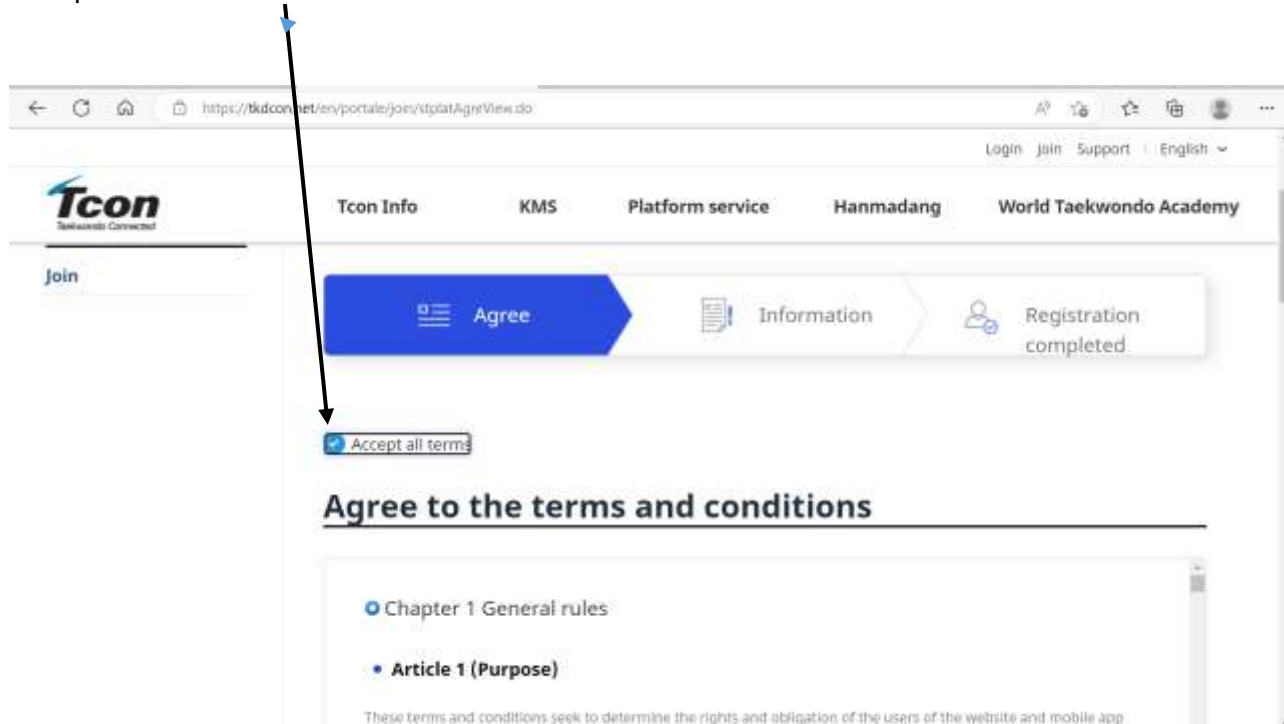 https://tkdcon.net/en/portale/join/stplatAgreView.do
Login Join Support English
Tcon
Taekwondo Connected
Tcon Info KMS Platform service Hanmadang World Taekwondo Academy
Join
Agree Information Registration completed
Accept all terms
Agree to the terms and conditions
Chapter 1 General rules
• Article 1 (Purpose)
These terms and conditions seek to determine the rights and obligation of the users of the website and mobile app